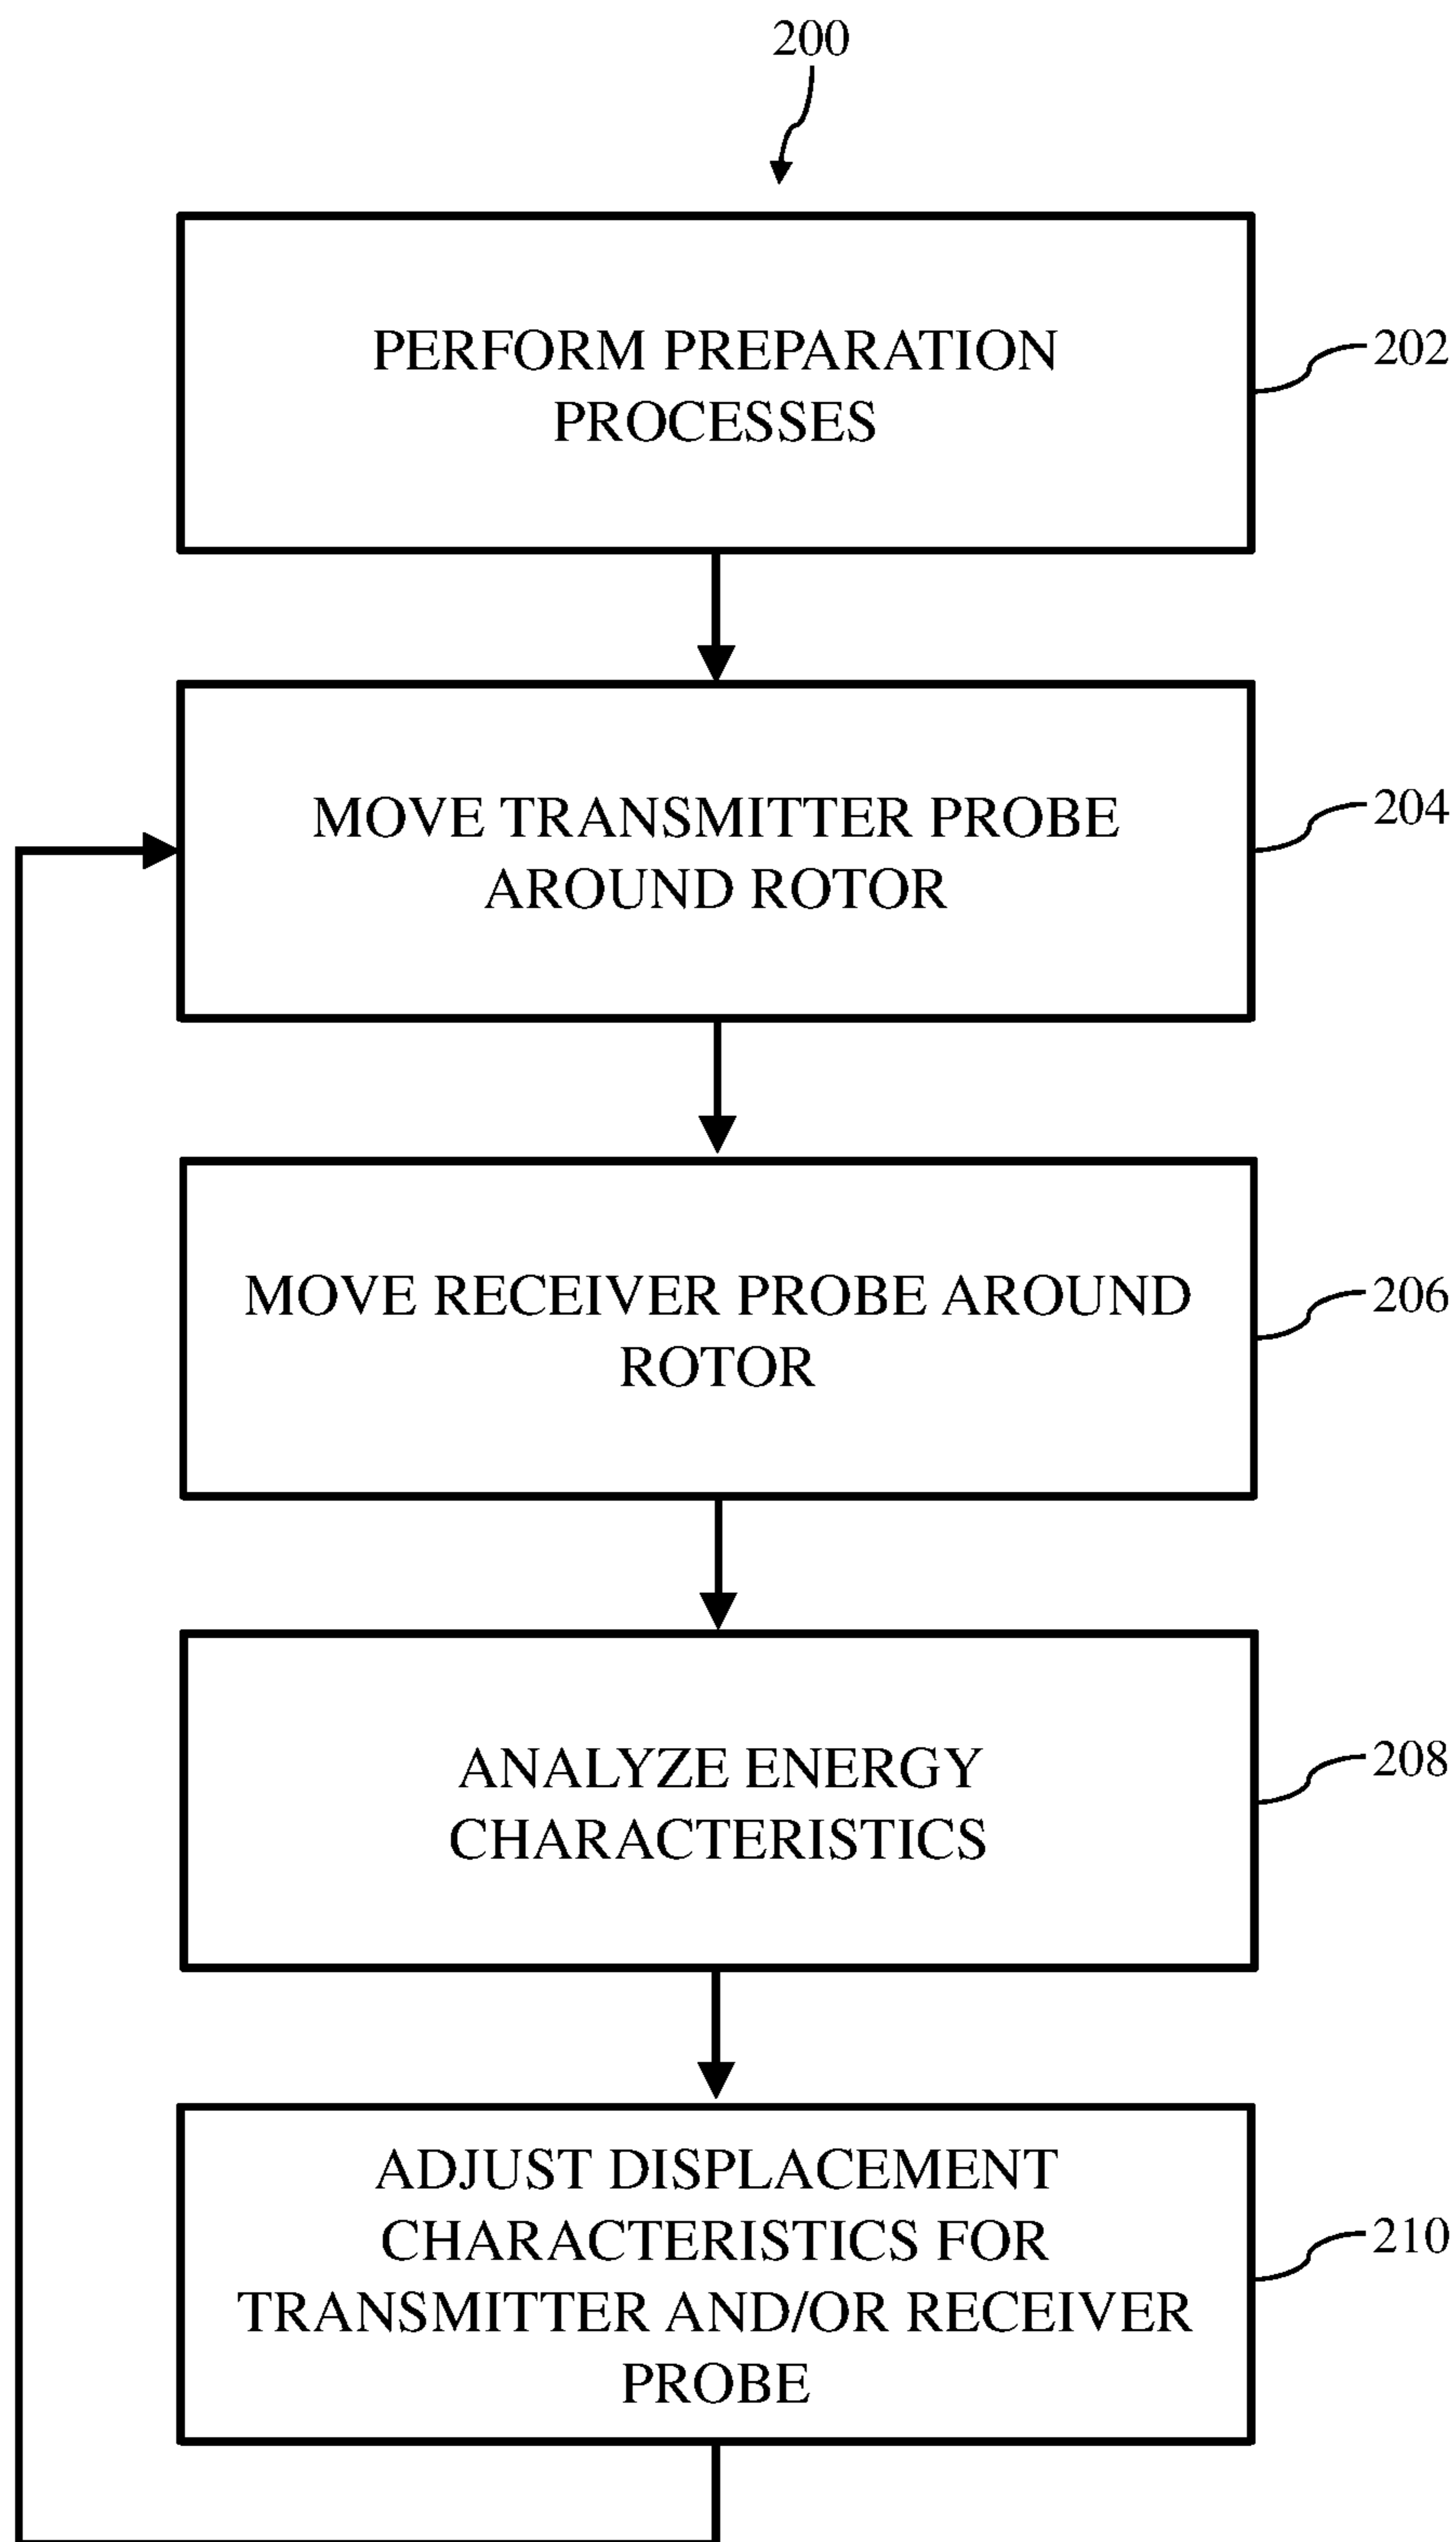 200
PERFORM PREPARATION
PROCESSES
202
MOVE TRANSMITTER PROBE
AROUND ROTOR
204
MOVE RECEIVER PROBE AROUND
ROTOR
206
ANALYZE ENERGY
CHARACTERISTICS
208
ADJUST DISPLACEMENT
CHARACTERISTICS FOR
TRANSMITTER AND/OR RECEIVER
PROBE
210